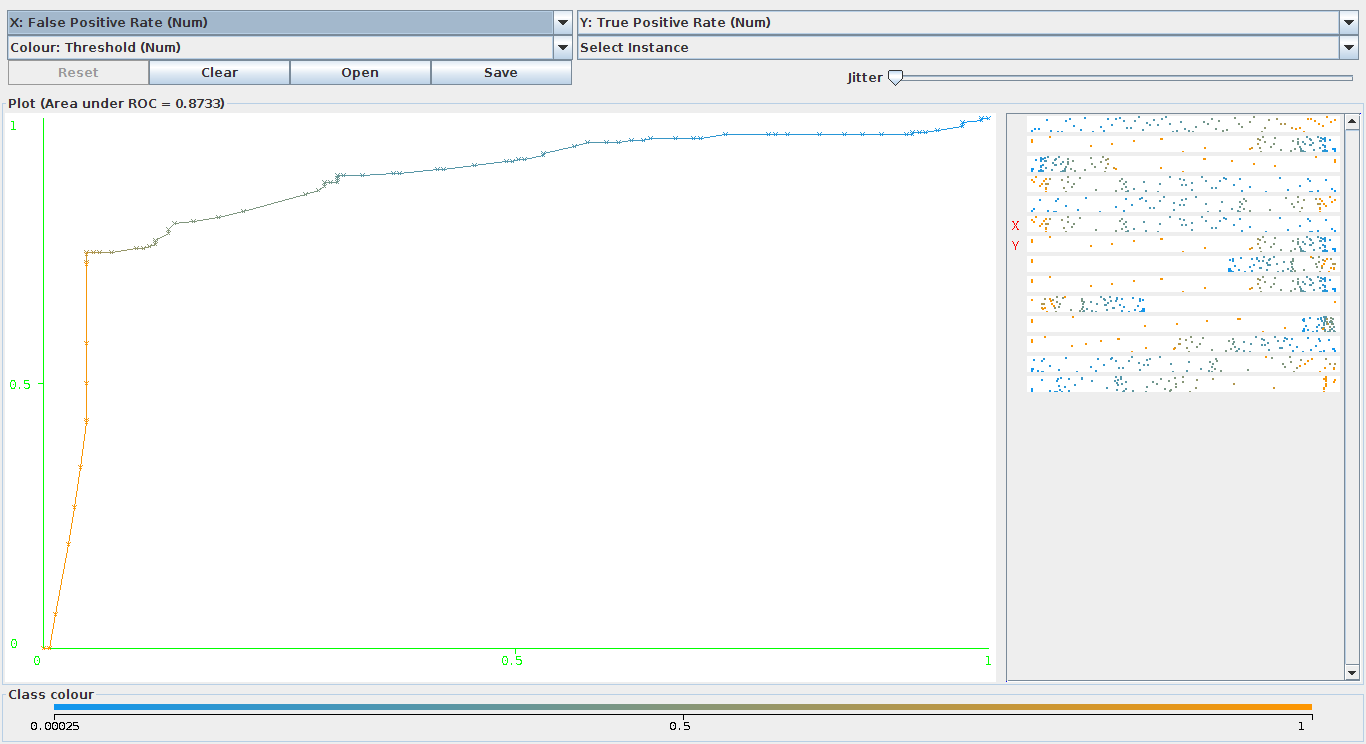 X: False Positive Rate (Num) Y: True Positive Rate (Num)
Colour: Threshold (Num) Select Instance
Reset Clear Open Save Jitter
Plot (Area under ROC = 0.8733)
1
0.5
0
0 0.5 1
X
Y
Class colour
0.00025 0.5 1